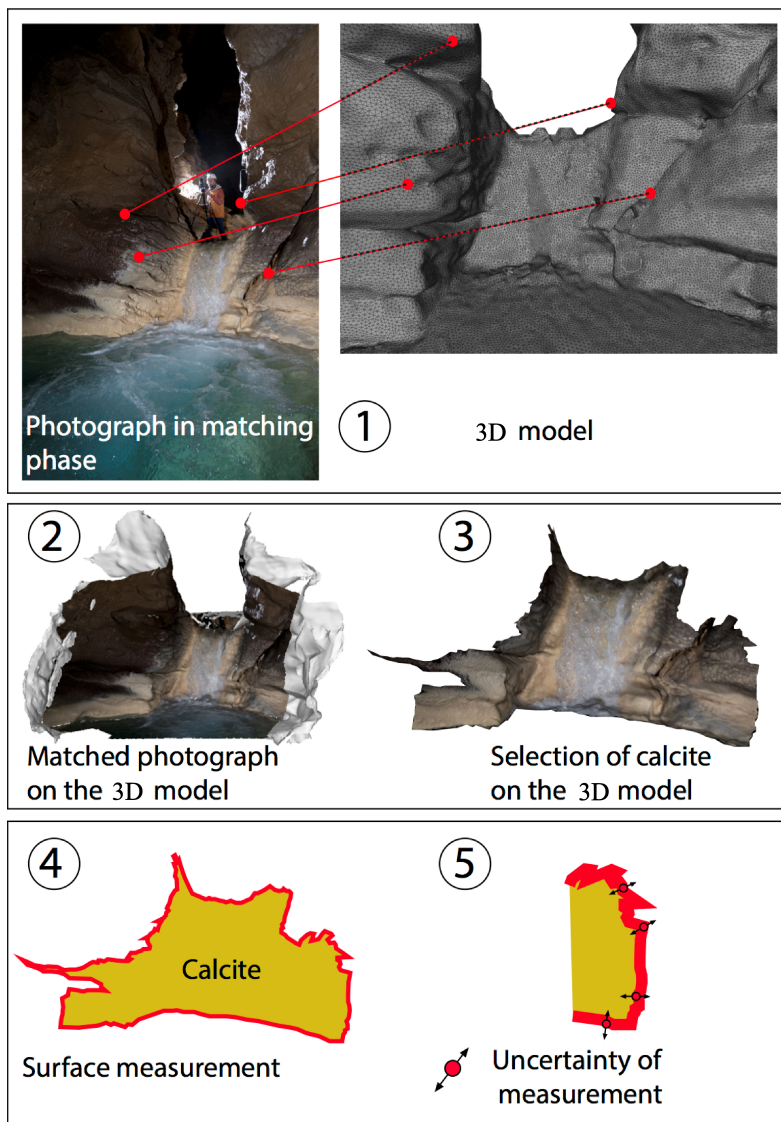 Photograph in matching
phase
1
3D model
2
Matched photograph
on the 3D model
3
Selection of calcite
on the 3D model
4
Calcite
Surface measurement
5
Uncertainty of
measurement